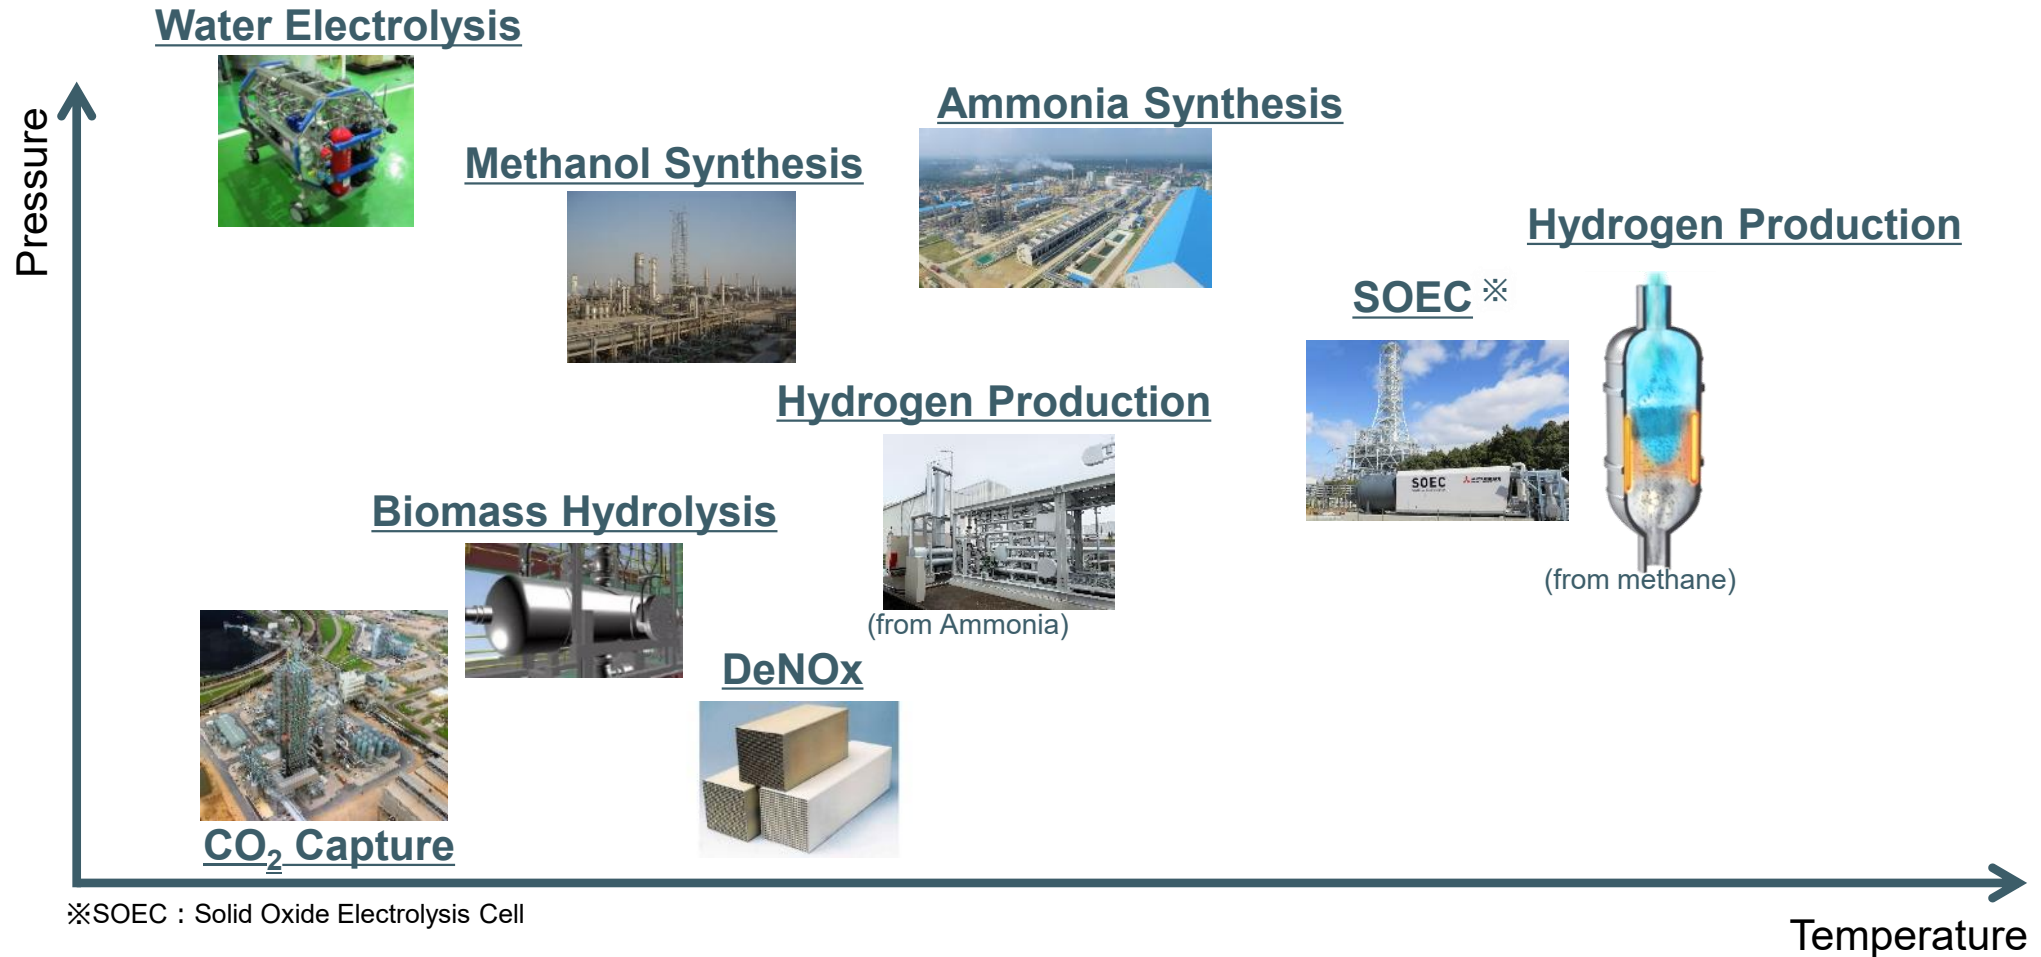 Water Electrolysis
Pressure
Ammonia Synthesis
Methanol Synthesis
Hydrogen Production
SOEC ※
Hydrogen Production
SOEC
(from methane)
Biomass Hydrolysis
(from Ammonia)
DeNOx
CO₂ Capture
※SOEC：Solid Oxide Electrolysis Cell
Temperature